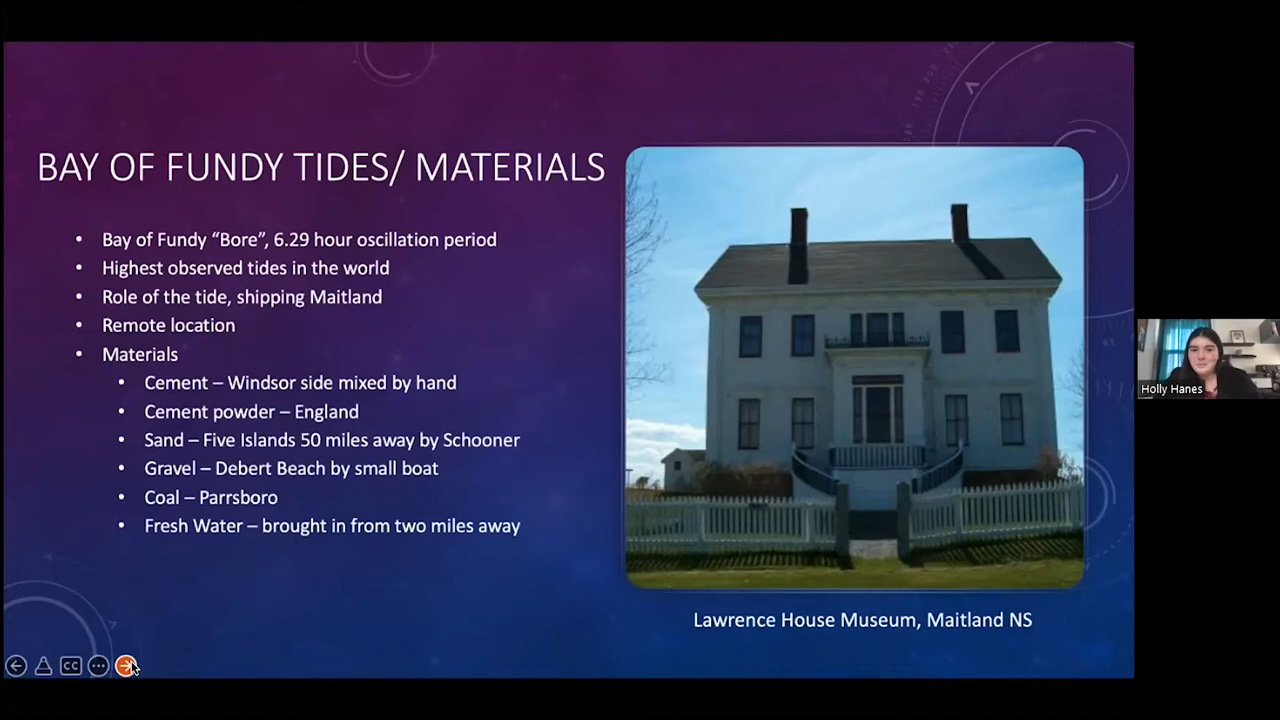 BAY OF FUNDY TIDES/ MATERIALS
• Bay of Fundy “Bore”, 6.29 hour oscillation period
• Highest observed tides in the world
• Role of the tide, shipping Maitland
• Remote location
• Materials
• Cement – Windsor side mixed by hand
• Cement powder – England
• Sand – Five Islands 50 miles away by Schooner
• Gravel – Debert Beach by small boat
• Coal – Parrsboro
• Fresh Water – brought in from two miles away
Lawrence House Museum, Maitland NS
Holly Hanes
CC